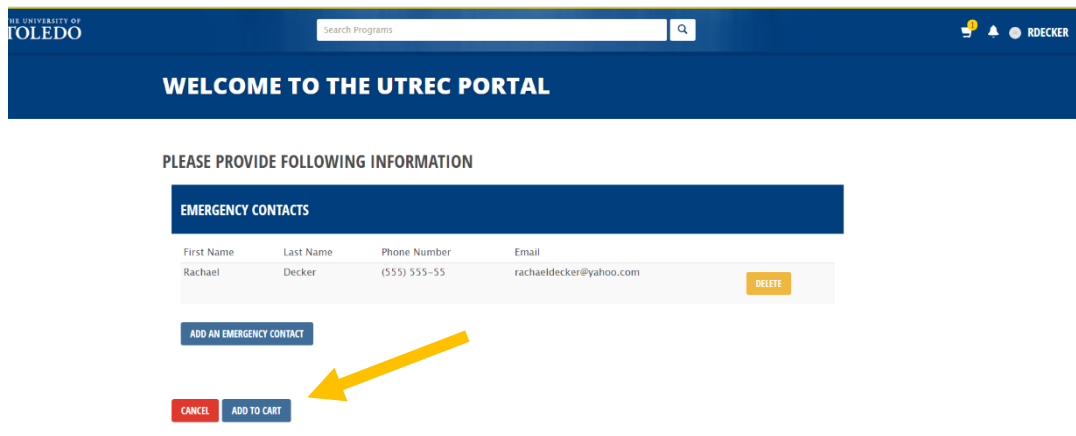 THE UNIVERSITY OF
TOLEDO
Search Programs
1
RDECKER
WELCOME TO THE UTREC PORTAL
PLEASE PROVIDE FOLLOWING INFORMATION
EMERGENCY CONTACTS
First Name Last Name Phone Number Email
Rachael Decker (555) 555-55 rachaeldecker@yahoo.com
DELETE
ADD AN EMERGENCY CONTACT
CANCEL ADD TO CART